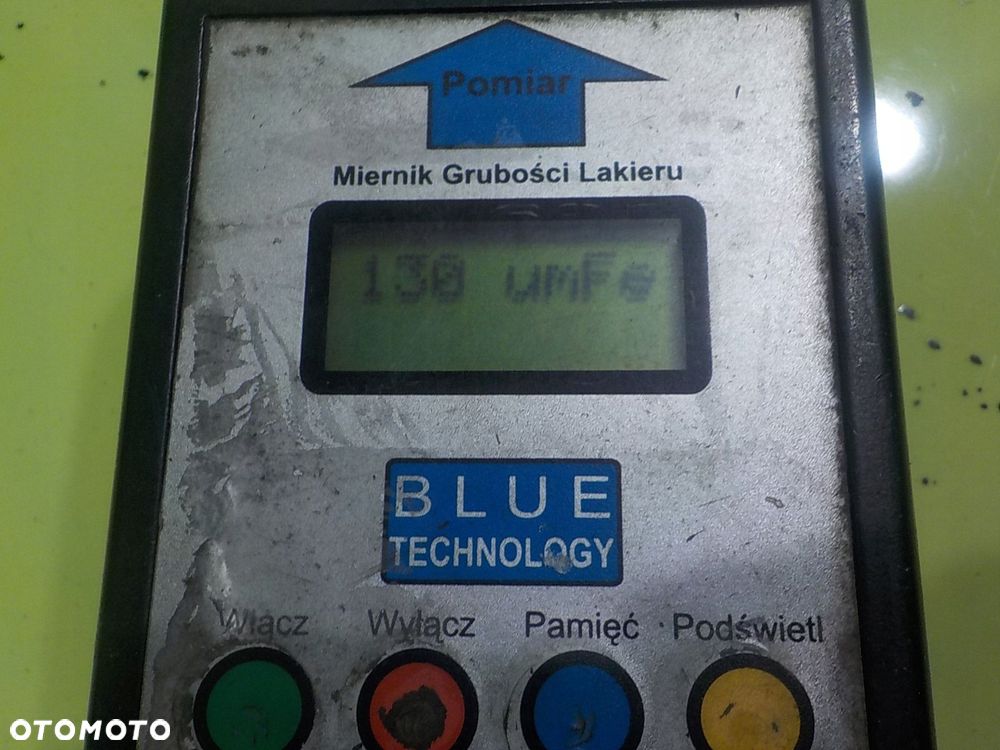 Pomiar
Miernik Grubości Lakieru
130 umFe
BLUE
TECHNOLOGY
Włącz Wyłącz Pamięć Podświetl
OTOMOTO